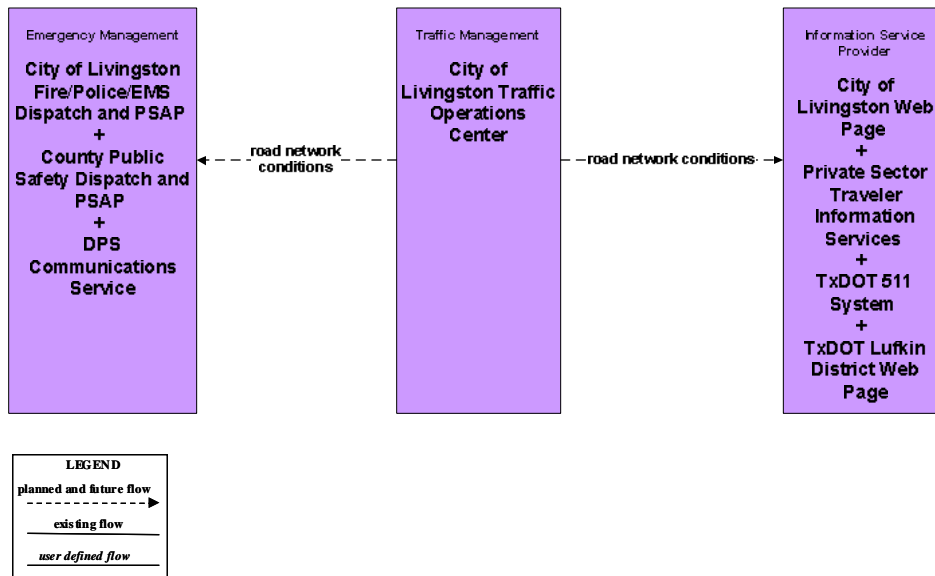 Emergency Management
City of Livingston
Fire/Police/EMS
Dispatch and PSAP
+
County Public
Safety Dispatch and
PSAP
+
DPS
Communications
Service
road network
conditions
Traffic Management
City of
Livingston Traffic
Operations
Center
road network conditions
Information Service
Provider
City of
Livingston Web
Page
+
Private Sector
Traveler
Information
Services
+
TxDOT 511
System
+
TxDOT Lufkin
District Web
Page
LEGEND
planned and future flow
existing flow
user defined flow